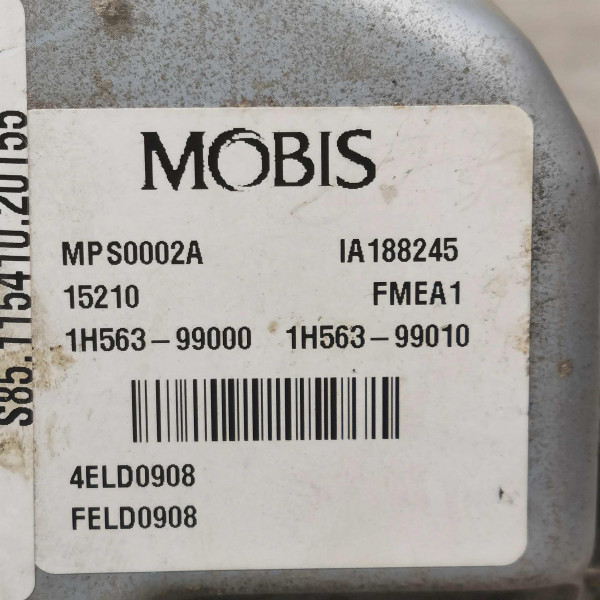 MOBIS
MPS0002A IA188245
15210 FMEA1
1H563-99000 1H563-99010
4ELD0908
FELD0908
S85.115410.20155